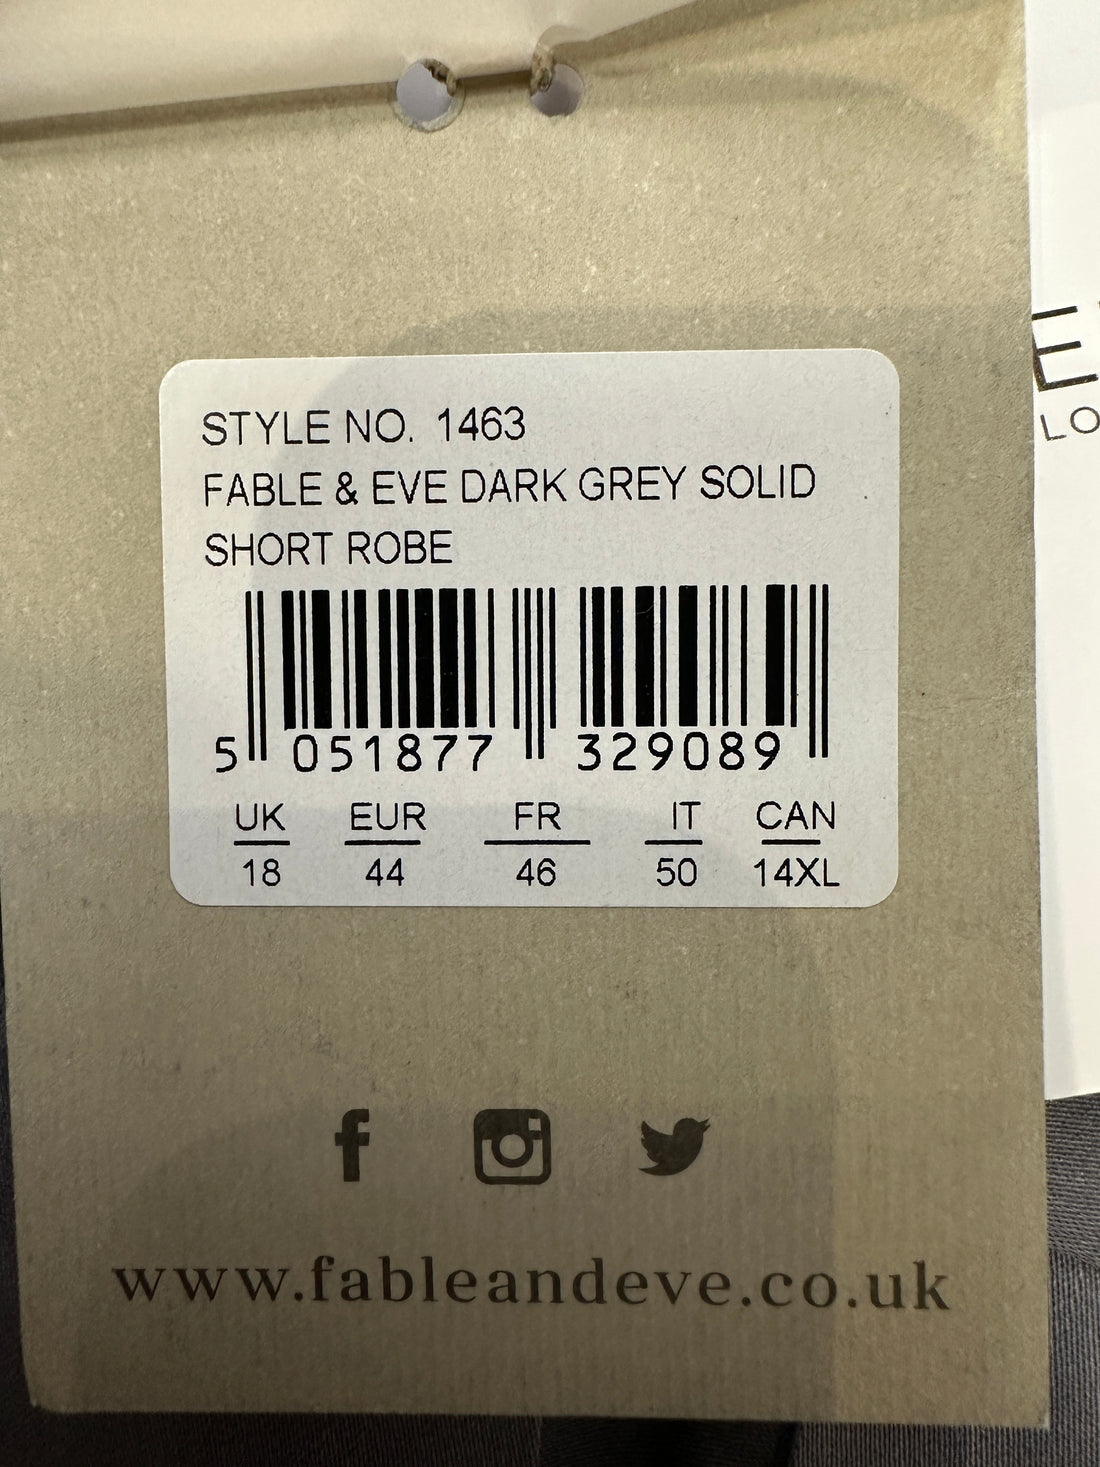 STYLE NO. 1463
FABLE & EVE DARK GREY SOLID
SHORT ROBE
5 051877 329089
UK EUR FR IT CAN
18 44 46 50 14XL
www.fableandeve.co.uk